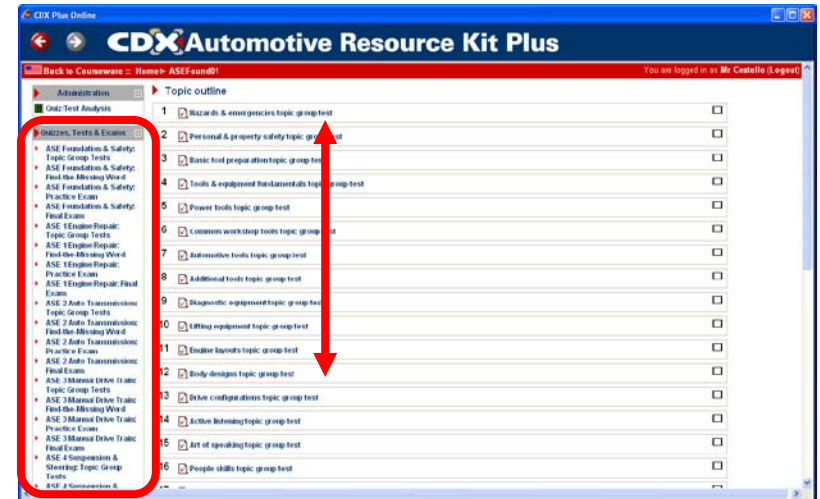 CDX Plus Online
CDX Automotive Resource Kit Plus
Back to Courseware :: Home ASEFound01
You are logged in as Mr Costello (Logout)
Administration
Quiz/Test Analysis
Quizzes, Tests & Exams
ASE Foundation & Safety:
Topic Group Tests
ASE Foundation & Safety:
Find-the-Missing Word
ASE Foundation & Safety:
Practice Exam
ASE Foundation & Safety:
Final Exam
ASE 1 Engine Repair:
Topic Group Tests
ASE 1 Engine Repair:
Find-the-Missing Word
ASE 1 Engine Repair:
Practice Exam
ASE 1 Engine Repair: Final
Exam
ASE 2 Auto Transmission:
Topic Group Tests
ASE 2 Auto Transmission:
Find-the-Missing Word
ASE 2 Auto Transmission:
Practice Exam
ASE 2 Auto Transmission:
Final Exam
ASE 3 Manual Drive Train:
Topic Group Tests
ASE 3 Manual Drive Train:
Find-the-Missing Word
ASE 3 Manual Drive Train:
Practice Exam
ASE 3 Manual Drive Train:
Final Exam
ASE 4 Suspension &
Steering: Topic Group
Tests
ASE 4 Suspension &
Topic outline
1 Hazards & emergencies topic group test
2 Personal & property safety topic group test
3 Basic tool preparation topic group test
4 Tools & equipment fundamentals topic group test
5 Power tools topic group test
6 Common workshop tools topic group test
7 Automotive tools topic group test
8 Additional tools topic group test
9 Diagnostic equipment topic group test
10 Lifting equipment topic group test
11 Engine layouts topic group test
12 Body designs topic group test
13 Drive configurations topic group test
14 Active listening topic group test
15 Art of speaking topic group test
16 People skills topic group test